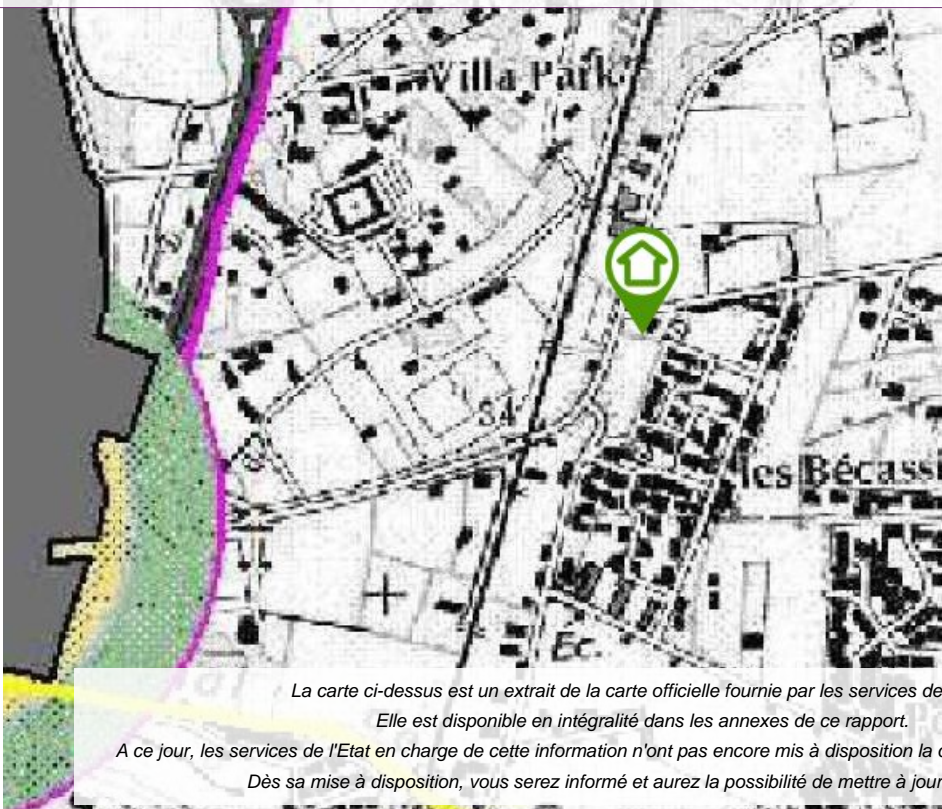 Villa Park
34
les Bécassi
Ec.
La carte ci-dessus est un extrait de la carte officielle fournie par les services de
Elle est disponible en intégralité dans les annexes de ce rapport.
A ce jour, les services de l'Etat en charge de cette information n'ont pas encore mis à disposition la
Dès sa mise à disposition, vous serez informé et aurez la possibilité de mettre à jour